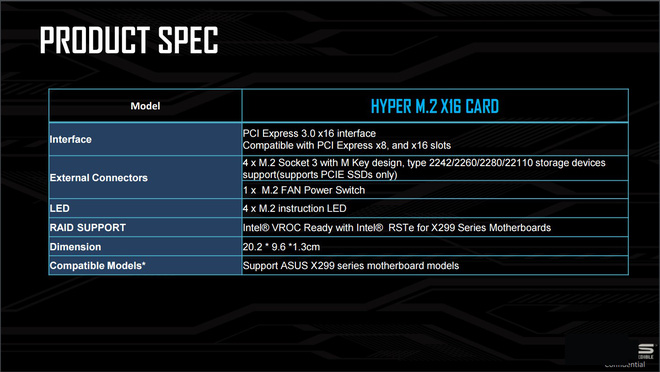 PRODUCT SPEC
Model
HYPER M.2 X16 CARD
Interface
PCI Express 3.0 x16 interface
Compatible with PCI Express x8, and x16 slots
External Connectors
4 x M.2 Socket 3 with M Key design, type 2242/2260/2280/22110 storage devices
support(supports PCIE SSDs only)
1 x M.2 FAN Power Switch
LED
4 x M.2 instruction LED
RAID SUPPORT
Intel® VROC Ready with Intel® RSTe for X299 Series Motherboards
Dimension
20.2 * 9.6 *1.3cm
Compatible Models*
Support ASUS X299 series motherboard models